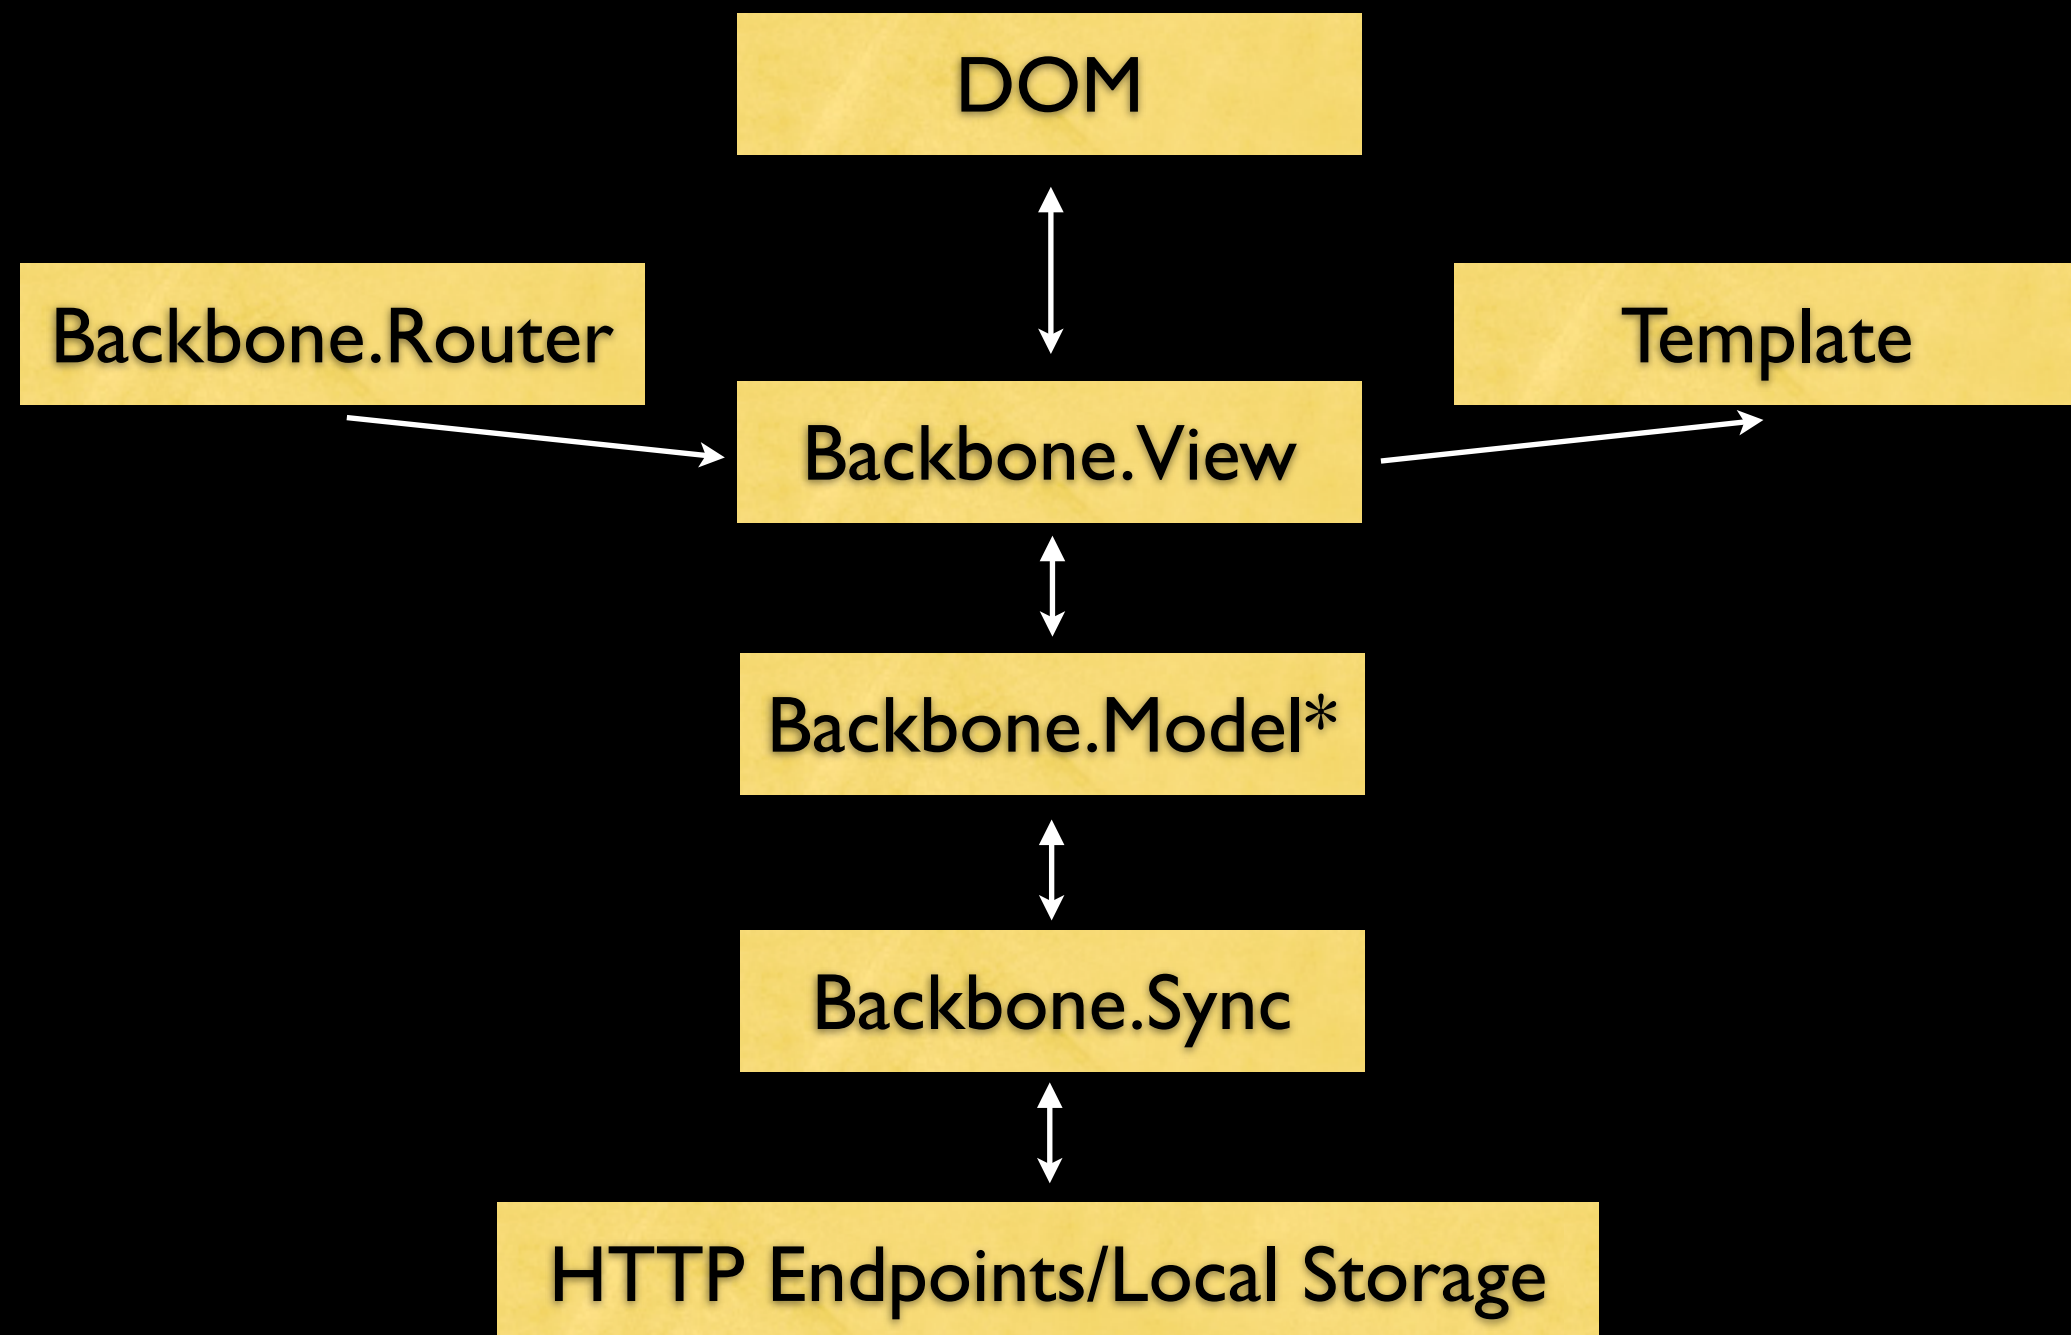 DOM
Backbone.Router
Template
Backbone.View
Backbone.Model*
Backbone.Sync
HTTP Endpoints/Local Storage